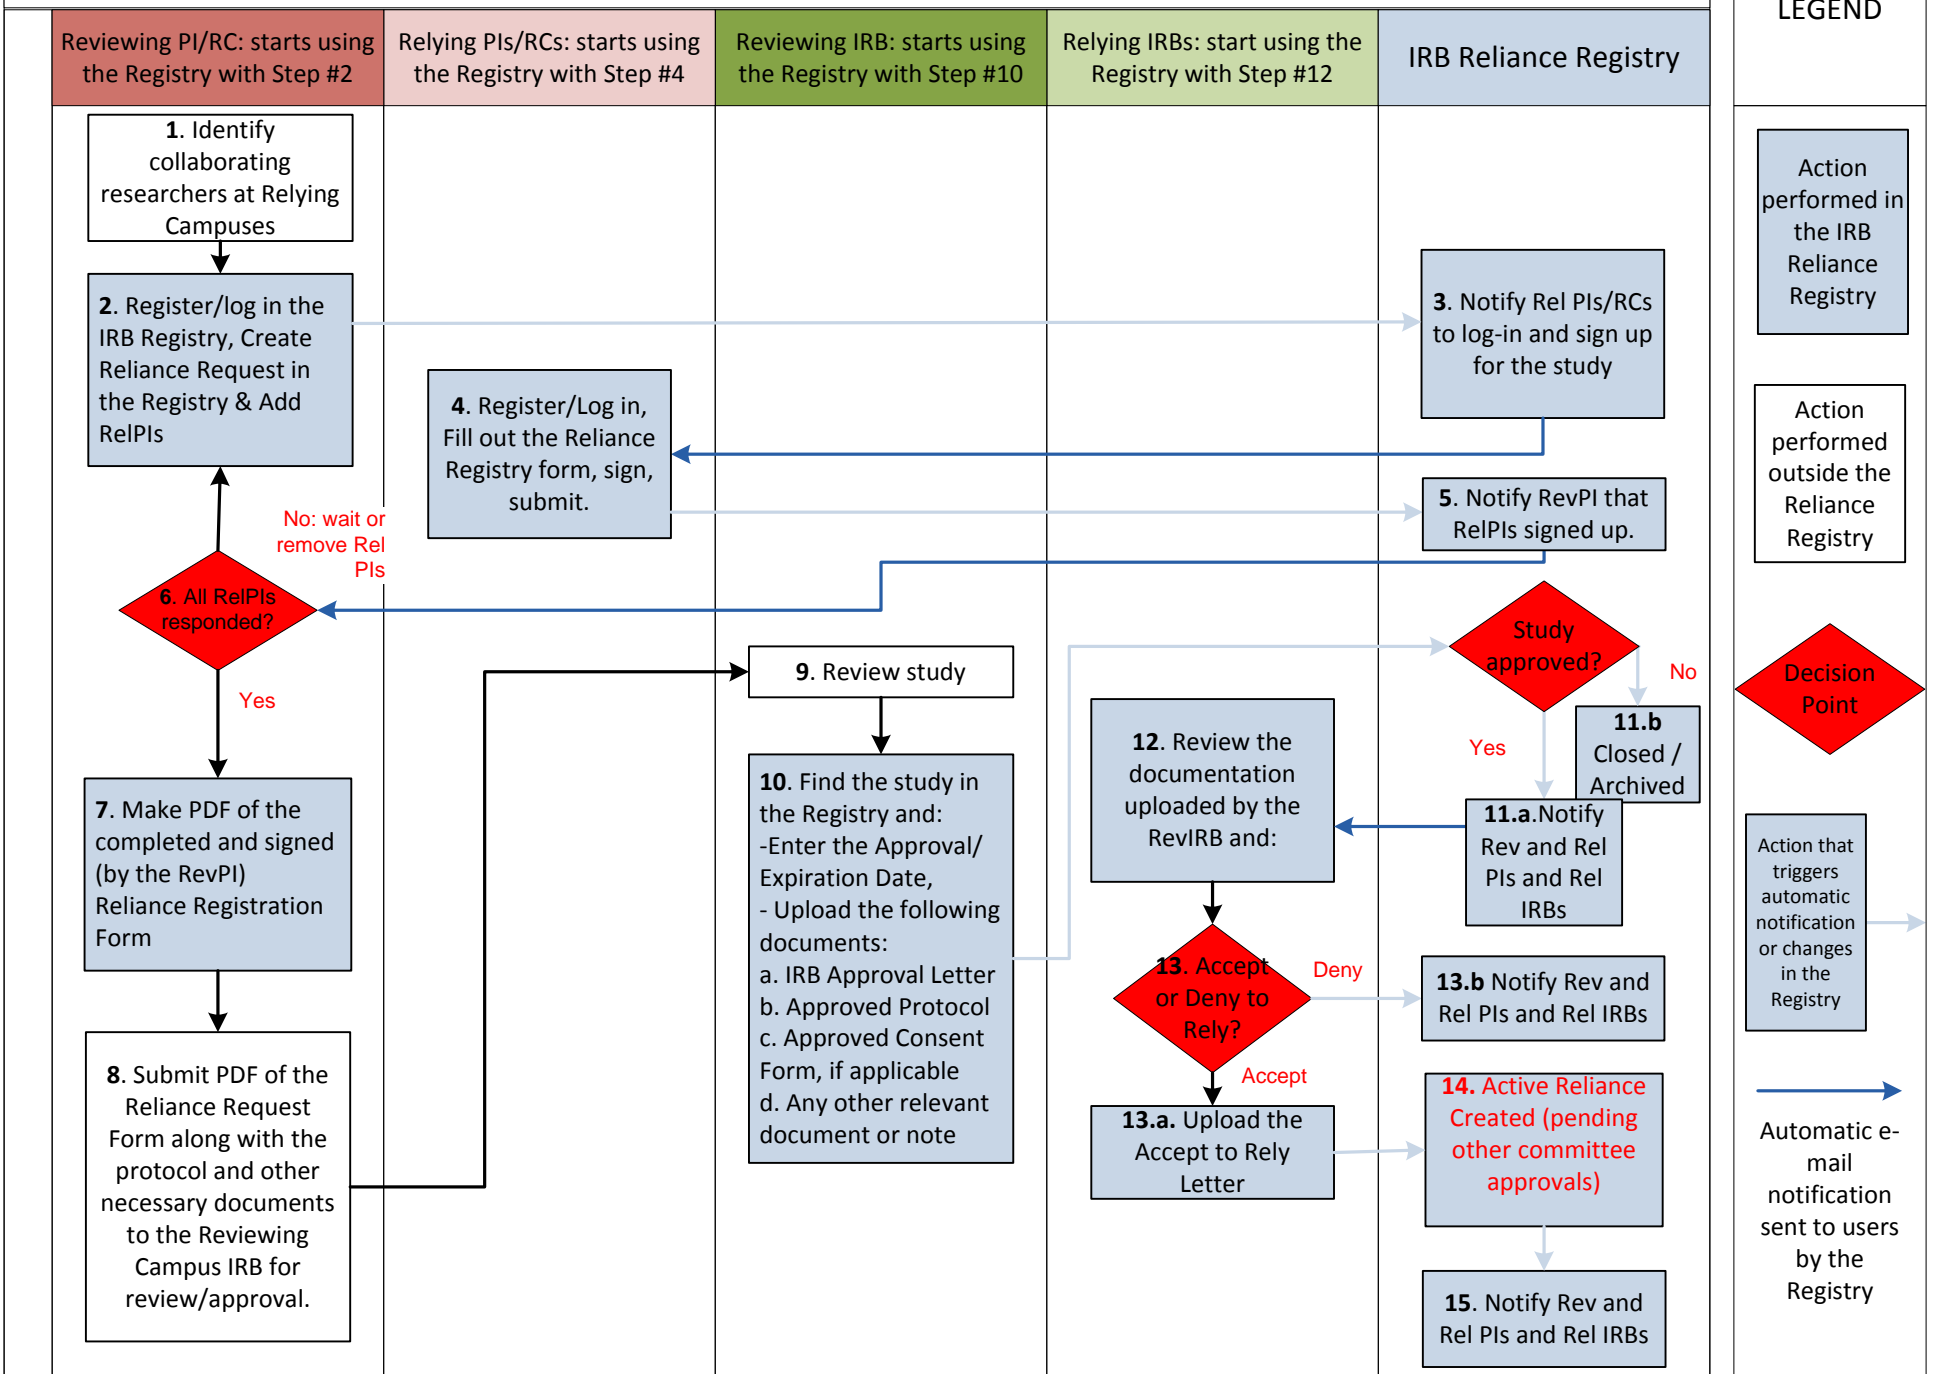 LEGEND
Reviewing PI/RC: starts using
the Registry with Step #2
Relying PIs/RCs: starts using
the Registry with Step #4
Reviewing IRB: starts using
the Registry with Step #10
Relying IRBs: start using the
Registry with Step #12
IRB Reliance Registry
1. Identify
collaborating
researchers at Relying
Campuses
2. Register/log in the
IRB Registry, Create
Reliance Request in
the Registry & Add
RelPIs
3. Notify Rel PIs/RCs
to log-in and sign up
for the study
4. Register/Log in,
Fill out the Reliance
Registry form, sign,
submit.
5. Notify RevPI that
RelPIs signed up.
No: wait or
remove Rel
PIs
6. All RelPIs
responded?
Yes
7. Make PDF of the
completed and signed
(by the RevPI)
Reliance Registration
Form
8. Submit PDF of the
Reliance Request
Form along with the
protocol and other
necessary documents
to the Reviewing
Campus IRB for
review/approval.
9. Review study
10. Find the study in
the Registry and:
-Enter the Approval/
Expiration Date,
- Upload the following
documents:
a. IRB Approval Letter
b. Approved Protocol
c. Approved Consent
Form, if applicable
d. Any other relevant
document or note
Study
approved?
No
Yes
11.b
Closed /
Archived
11.a.Notify
Rev and Rel
PIs and Rel
IRBs
12. Review the
documentation
uploaded by the
RevIRB and:
13. Accept
or Deny to
Rely?
Deny
Accept
13.b Notify Rev and
Rel PIs and Rel IRBs
13.a. Upload the
Accept to Rely
Letter
14. Active Reliance
Created (pending
other committee
approvals)
15. Notify Rev and
Rel PIs and Rel IRBs
Action
performed in
the IRB
Reliance
Registry
Action
performed
outside the
Reliance
Registry
Decision
Point
Action that
triggers
automatic
notification
or changes
in the
Registry
Automatic e-
mail
notification
sent to users
by the
Registry